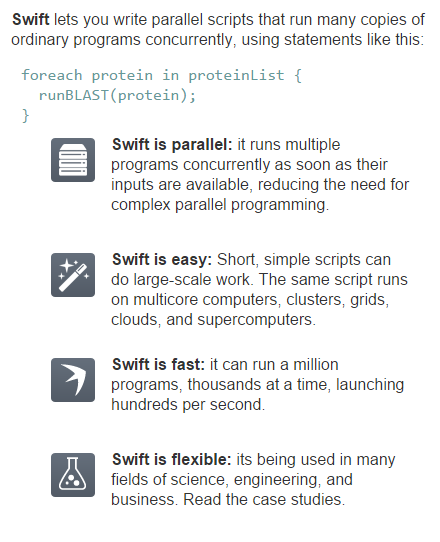 Swift lets you write parallel scripts that run many copies of
ordinary programs concurrently, using statements like this:
foreach protein in proteinList {
  runBLAST(protein);
}
Swift is parallel: it runs multiple
programs concurrently as soon as their
inputs are available, reducing the need for
complex parallel programming.
Swift is easy: Short, simple scripts can
do large-scale work. The same script runs
on multicore computers, clusters, grids,
clouds, and supercomputers.
Swift is fast: it can run a million
programs, thousands at a time, launching
hundreds per second.
Swift is flexible: its being used in many
fields of science, engineering, and
business. Read the case studies.